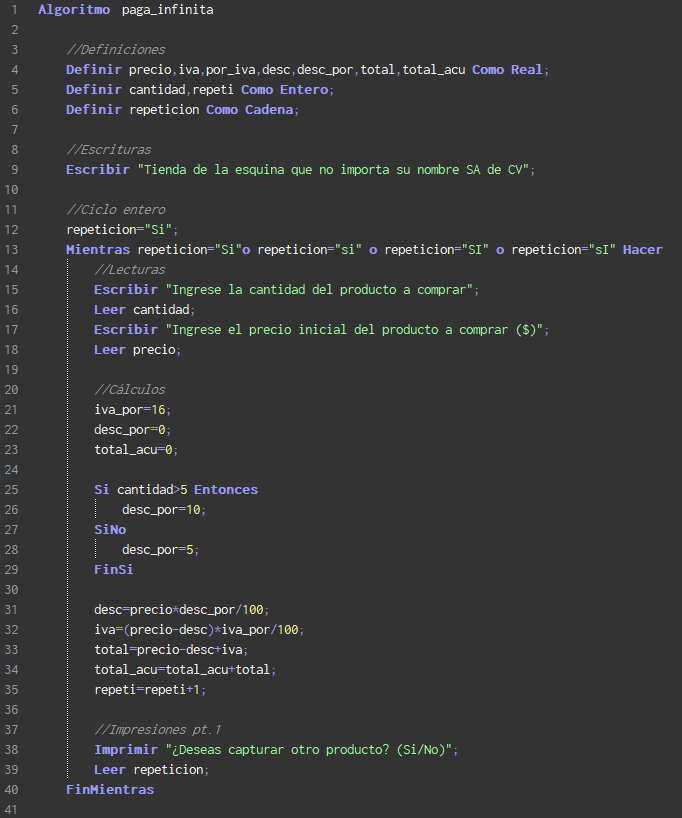 1 Algoritmo paga_infinita
2
3 //Definiciones
4 Definir precio,iva,por_iva,desc,desc_por,total,total_acu Como Real;
5 Definir cantidad,repeti Como Entero;
6 Definir repeticion Como Cadena;
7
8 //Escrituras
9 Escribir "Tienda de la esquina que no importa su nombre SA de CV";
10
11 //Ciclo entero
12 repeticion="Si";
13 Mientras repeticion="Si"o repeticion="si" o repeticion="SI" o repeticion="sI" Hacer
14 //Lecturas
15 Escribir "Ingrese la cantidad del producto a comprar";
16 Leer cantidad;
17 Escribir "Ingrese el precio inicial del producto a comprar ($)";
18 Leer precio;
19
20 //Cálculos
21 iva_por=16;
22 desc_por=0;
23 total_acu=0;
24
25 Si cantidad>5 Entonces
26 desc_por=10;
27 SiNo
28 desc_por=5;
29 FinSi
30
31 desc=precio*desc_por/100;
32 iva=(precio-desc)*iva_por/100;
33 total=precio-desc+iva;
34 total_acu=total_acu+total;
35 repeti=repeti+1;
36
37 //Impresiones pt.1
38 Imprimir "¿Deseas capturar otro producto? (Si/No)";
39 Leer repeticion;
40 FinMientras
41